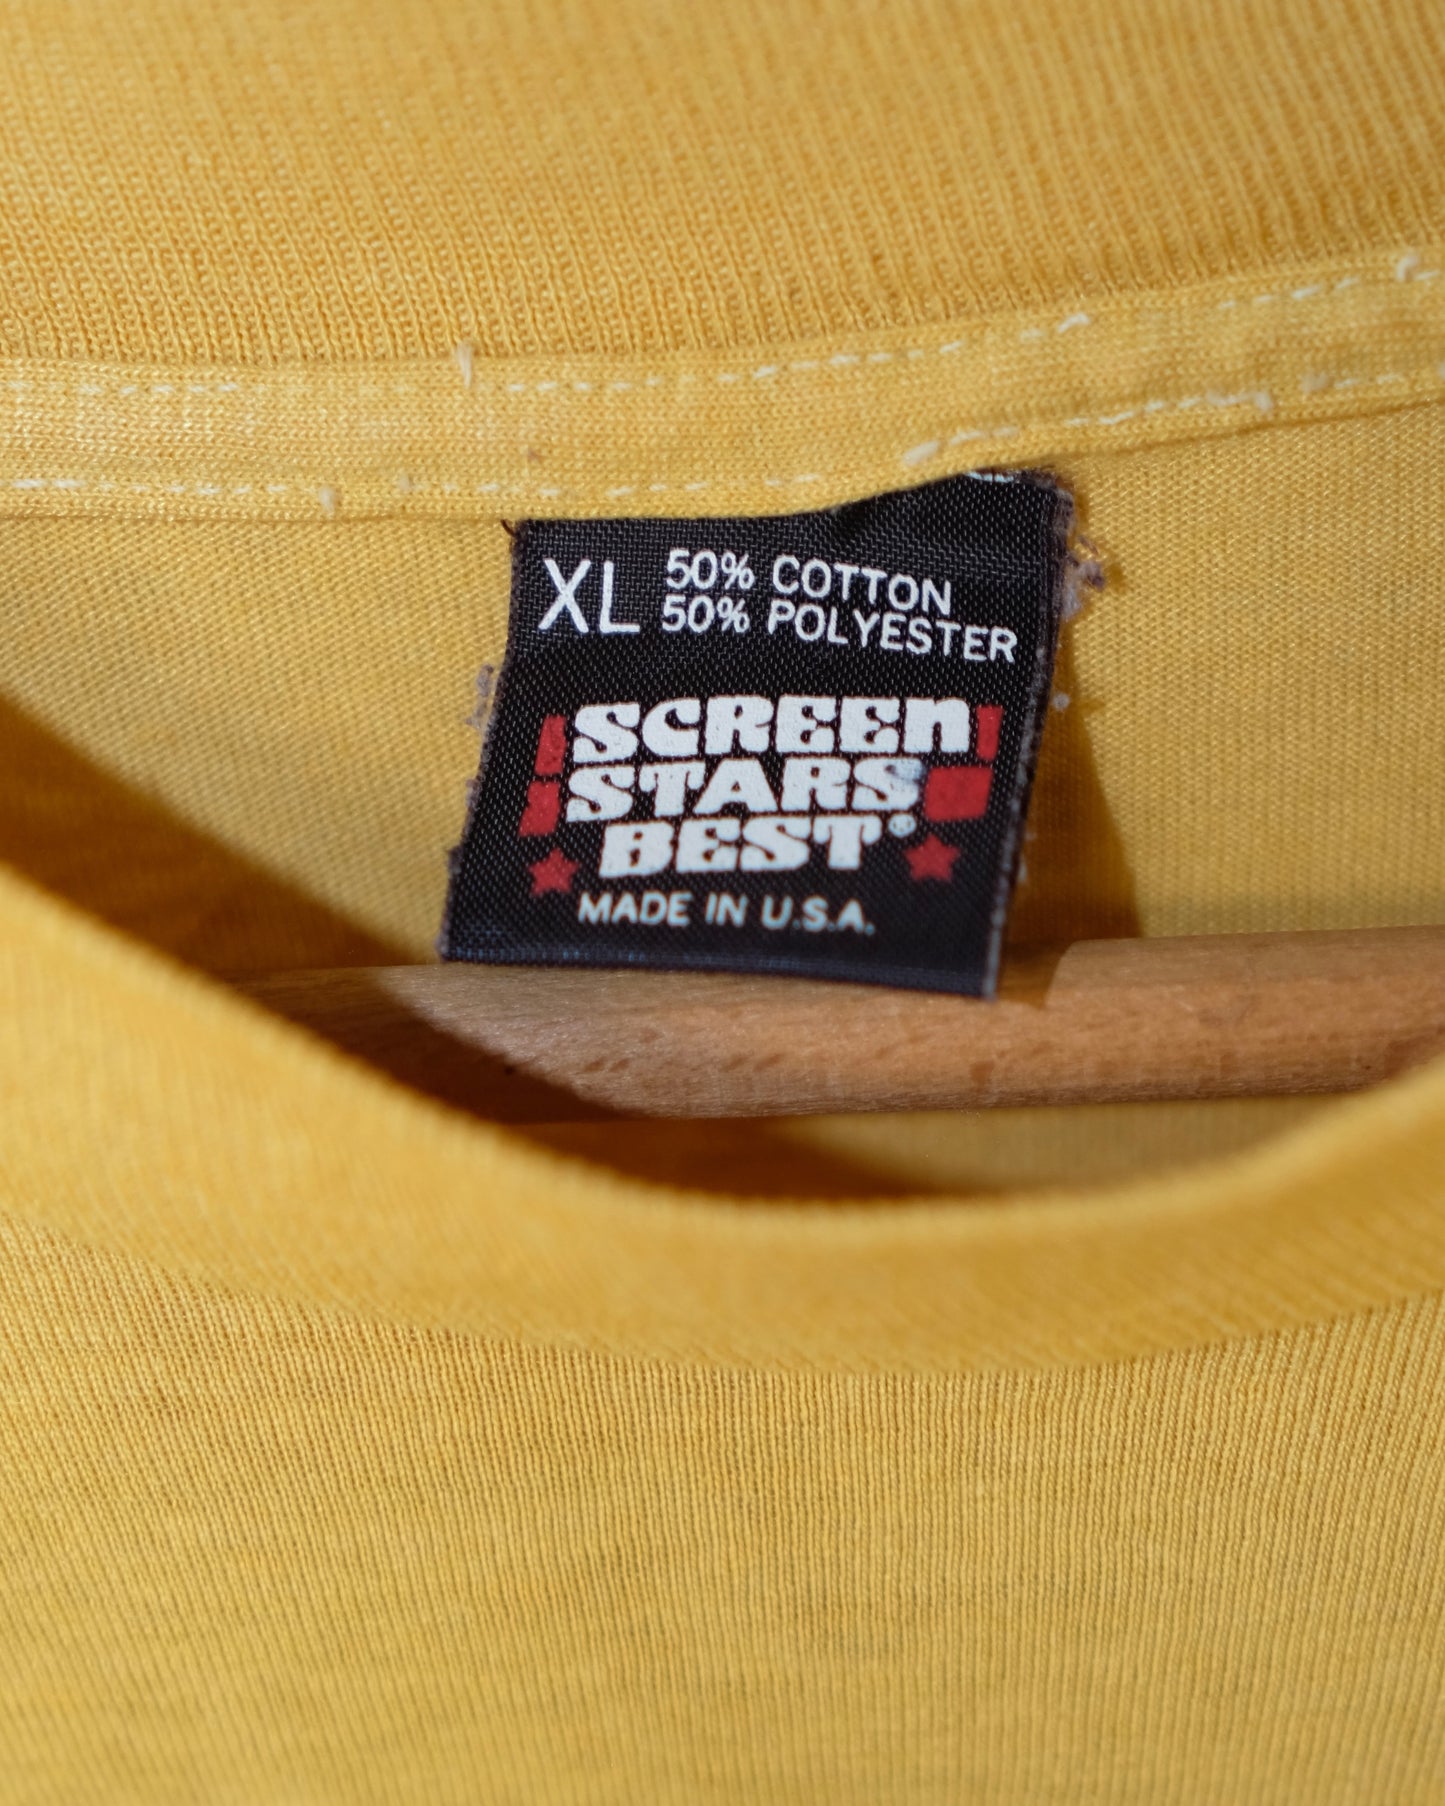 XL 50% COTTON
50% POLYESTER
SCREEN
STARS
BEST®
MADE IN U.S.A.